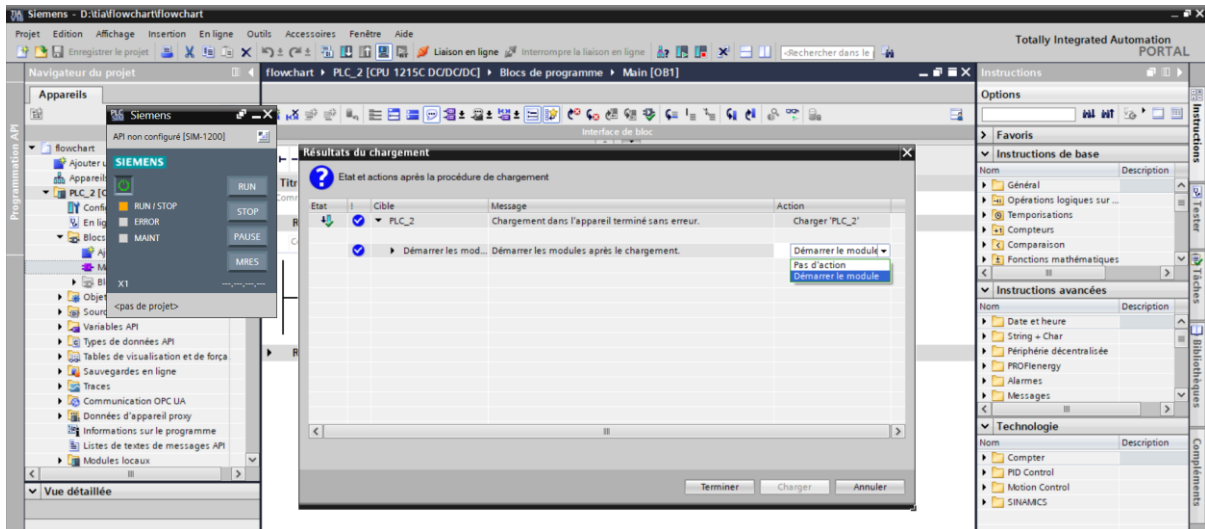 Siemens - D:\tia\flowchart\flowchart
Projet Edition Affichage Insertion En ligne Outils Accessoires Fenêtre Aide
Enregistrer le projet Liaison en ligne Interrompre la liaison en ligne <Rechercher dans le
Totally Integrated Automation
PORTAL
Navigateur du projet
flowchart PLC_2 [CPU 1215C DC/DC/DC] Blocs de programme Main [OB1]
Instructions
Appareils
Options
Siemens
API non configuré [SIM-1200]
SIEMENS
RUN
RUN / STOP
STOP
ERROR
MAINT
PAUSE
MRES
X1
<pas de projet>
Programmation API
flowchart
Ajouter u
Appareil
PLC_2 [C
Confi
En lig
Blocs
Aj
M
Bl
Objet
Sourc
Variables API
Types de données API
Tables de visualisation et de força
Sauvegardes en ligne
Traces
Communication OPC UA
Données d'appareil proxy
Informations sur le programme
Listes de textes de messages API
Modules locaux
Vue détaillée
Interface de bloc
Titr
Comm
R
R
Résultats du chargement
Etat et actions après la procédure de chargement
Etat ! Cible Message Action
PLC_2 Chargement dans l'appareil terminé sans erreur. Charger 'PLC_2'
Démarrer les mod... Démarrer les modules après le chargement. Démarrer le module
Pas d'action
Démarrer le module
Terminer Charger Annuler
Favoris
Instructions de base
Nom Description
Général
Opérations logiques sur ...
Temporisations
Compteurs
Comparaison
Fonctions mathématiques
Instructions avancées
Nom Description
Date et heure
String + Char
Périphérie décentralisée
PROFIenergy
Alarmes
Messages
Technologie
Nom Description
Compter
PID Control
Motion Control
SINAMICS
Instructions
Tester
Tâches
Bibliothèques
Compléments